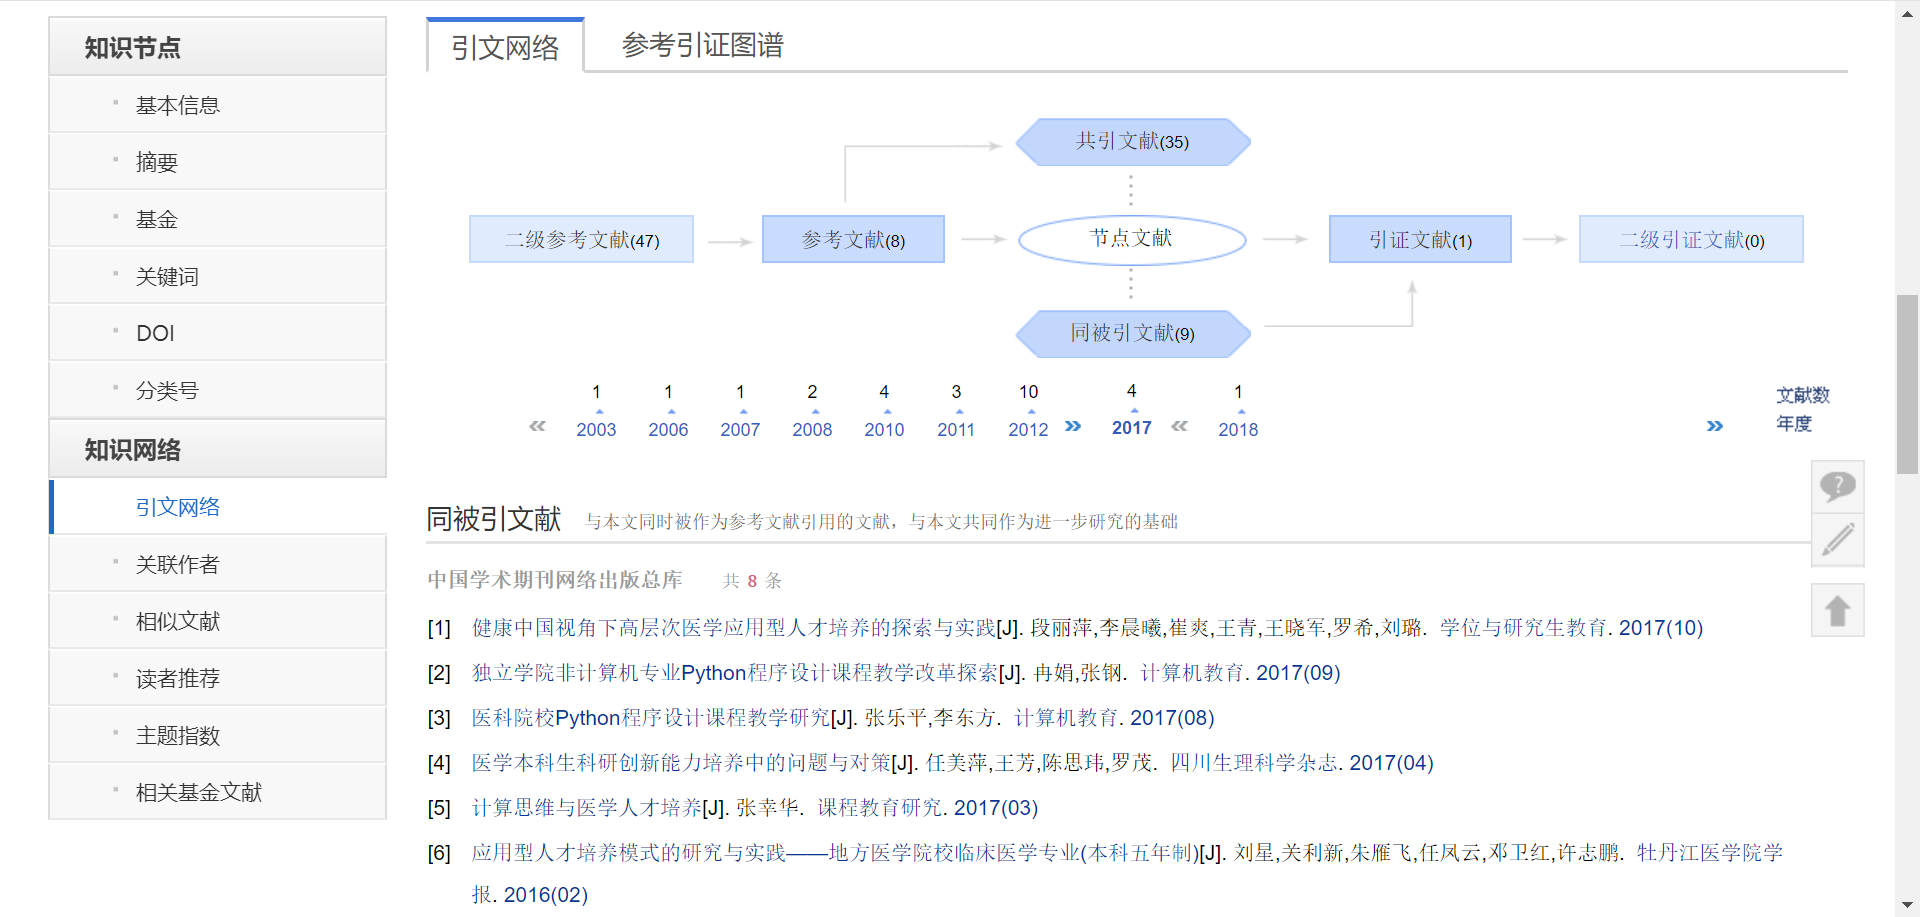 知识节点
基本信息
摘要
基金
关键词
DOI
分类号
知识网络
引文网络
关联作者
相似文献
读者推荐
主题指数
相关基金文献
引文网络 参考引证图谱
共引文献(35)
二级参考文献(47) 参考文献(8) 节点文献 引证文献(1) 二级引证文献(0)
同被引文献(9)
1 1 1 2 4 3 10 4 1 文献数
2003 2006 2007 2008 2010 2011 2012 2017 2018 年度
同被引文献 与本文同时被作为参考文献引用的文献，与本文共同作为进一步研究的基础
中国学术期刊网络出版总库 共 8 条
[1] 健康中国视角下高层次医学应用型人才培养的探索与实践[J]. 段丽萍,李晨曦,崔爽,王青,王晓军,罗希,刘璐. 学位与研究生教育. 2017(10)
[2] 独立学院非计算机专业Python程序设计课程教学改革探索[J]. 冉娟,张钢. 计算机教育. 2017(09)
[3] 医科院校Python程序设计课程教学研究[J]. 张乐平,李东方. 计算机教育. 2017(08)
[4] 医学本科生科研创新能力培养中的问题与对策[J]. 任美萍,王芳,陈思玮,罗茂. 四川生理科学杂志. 2017(04)
[5] 计算思维与医学人才培养[J]. 张幸华. 课程教育研究. 2017(03)
[6] 应用型人才培养模式的研究与实践——地方医学院校临床医学专业(本科五年制)[J]. 刘星,关利新,朱雁飞,任凤云,邓卫红,许志鹏. 牡丹江医学院学
报. 2016(02)